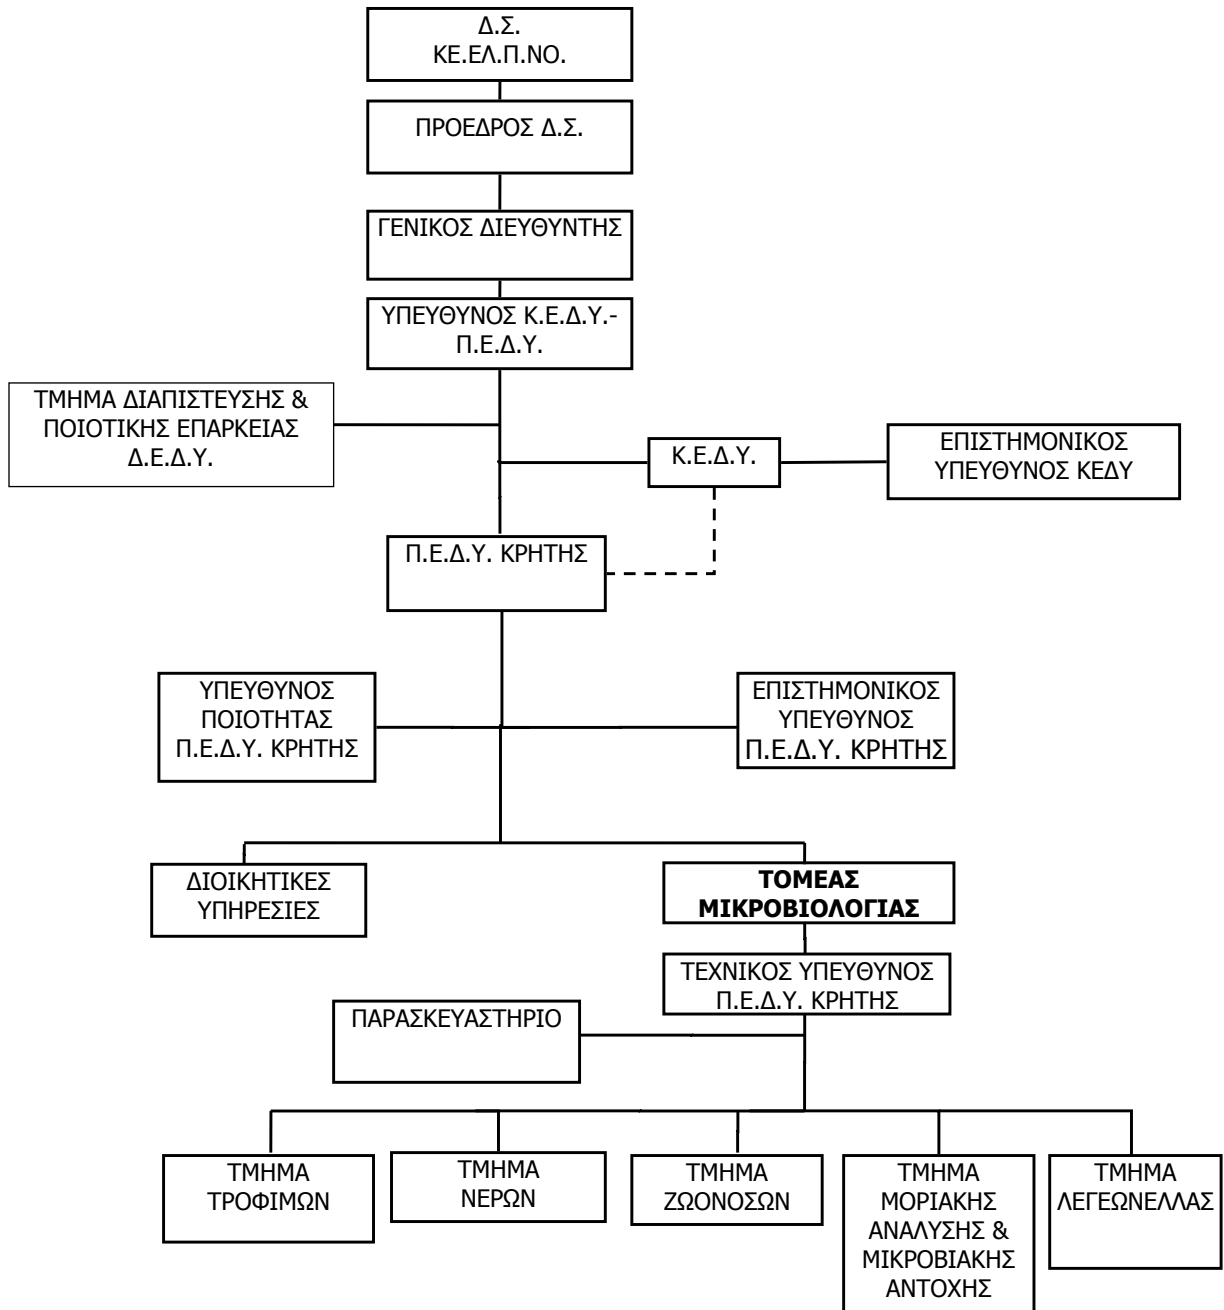 Δ.Σ.
ΚΕ.ΕΛ.Π.ΝΟ.
ΠΡΟΕΔΡΟΣ Δ.Σ.
ΓΕΝΙΚΟΣ ΔΙΕΥΘΥΝΤΗΣ
ΥΠΕΥΘΥΝΟΣ Κ.Ε.Δ.Υ.-
Π.Ε.Δ.Υ.
ΤΜΗΜΑ ΔΙΑΠΙΣΤΕΥΣΗΣ &
ΠΟΙΟΤΙΚΗΣ ΕΠΑΡΚΕΙΑΣ
Δ.Ε.Δ.Υ.
Κ.Ε.Δ.Υ.
ΕΠΙΣΤΗΜΟΝΙΚΟΣ
ΥΠΕΥΘΥΝΟΣ ΚΕΔΥ
Π.Ε.Δ.Υ. ΚΡΗΤΗΣ
ΥΠΕΥΘΥΝΟΣ
ΠΟΙΟΤΗΤΑΣ
Π.Ε.Δ.Υ. ΚΡΗΤΗΣ
ΕΠΙΣΤΗΜΟΝΙΚΟΣ
ΥΠΕΥΘΥΝΟΣ
Π.Ε.Δ.Υ. ΚΡΗΤΗΣ
ΔΙΟΙΚΗΤΙΚΕΣ
ΥΠΗΡΕΣΙΕΣ
ΤΟΜΕΑΣ
ΜΙΚΡΟΒΙΟΛΟΓΙΑΣ
ΤΕΧΝΙΚΟΣ ΥΠΕΥΘΥΝΟΣ
Π.Ε.Δ.Υ. ΚΡΗΤΗΣ
ΠΑΡΑΣΚΕΥΑΣΤΗΡΙΟ
ΤΜΗΜΑ
ΤΡΟΦΙΜΩΝ
ΤΜΗΜΑ
ΝΕΡΩΝ
ΤΜΗΜΑ
ΖΩΟΝΟΣΩΝ
ΤΜΗΜΑ
ΜΟΡΙΑΚΗΣ
ΑΝΑΛΥΣΗΣ &
ΜΙΚΡΟΒΙΑΚΗΣ
ΑΝΤΟΧΗΣ
ΤΜΗΜΑ
ΛΕΓΕΩΝΕΛΛΑΣ